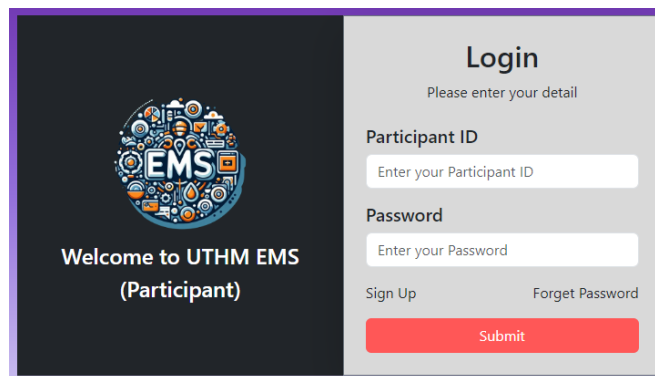 EMS
Welcome to UTHM EMS
(Participant)
Login
Please enter your detail
Participant ID
Enter your Participant ID
Password
Enter your Password
Sign Up
Forget Password
Submit